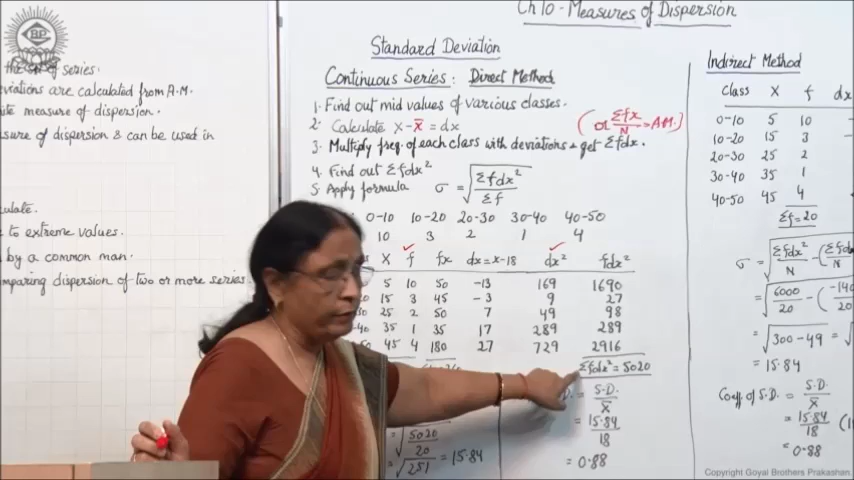 Ch 10 - Measures of Dispersion
the cn of series.
viations are calculated from A.M.
ite measure of dispersion.
sure of dispersion & can be used in
culate.
to extreme values.
by a common man.
mparing dispersion of two or more series.
Standard Deviation
Continuous Series : Direct Method
1. Find out mid values of various classes.
2. Calculate X-x̄ = dx (or Σfx/N = A.M.)
3. Multiply freq. of each class with deviations & get Σfdx.
4. Find out Σfdx²
5. Apply formula σ = √Σfdx²/Σf
0-10 10-20 20-30 30-40 40-50
10 3 2 1 4
X f fx dx = x-18 dx² fdx²
5 10 50 -13 169 1690
15 3 45 -3 9 27
25 2 50 7 49 98
35 1 35 17 289 289
45 4 180 27 729 2916
Σfdx² = 5020
= √5020/20
= √251 = 15.84
D. = S.D./x̄
= 15.84/18
= 0.88
Indirect Method
Class X f dx
0-10 5 10
10-20 15 3
20-30 25 2
30-40 35 1
40-50 45 4
Σf = 20
σ = √Σfdx²/N - (Σfdx/N
= √6000/20 - (-140/20
= √300 - 49 =
= 15.84
Coeff. of S.D. = S.D./x̄
= 15.84/18
= 0.88
Copyright Goyal Brothers Prakashan.